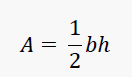 A = 1/2 bh